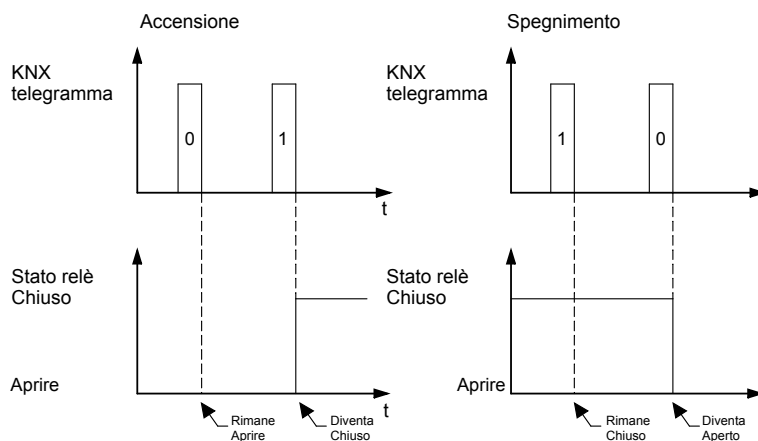 Accensione
KNX
telegramma
0
1
t
Stato relè
Chiuso
Aprire
Rimane
Aprire
Diventa
Chiuso
t
Spegnimento
KNX
telegramma
1
0
Stato relè
Chiuso
Aprire
Rimane
Chiuso
Diventa
Aperto